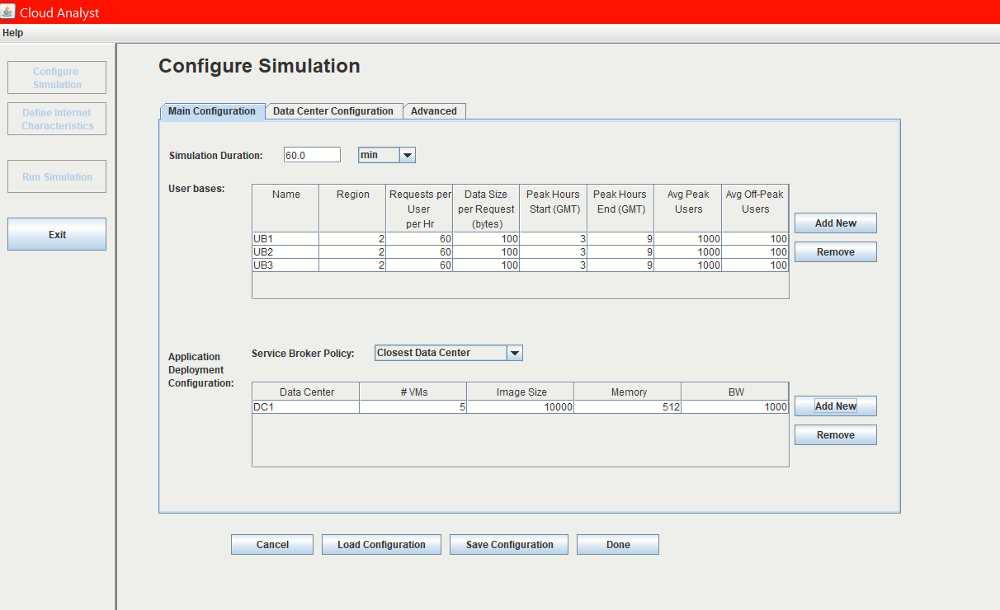 Cloud Analyst
Help
Configure
Simulation
Define Internet
Characteristics
Run Simulation
Exit
Configure Simulation
Main Configuration Data Center Configuration Advanced
Simulation Duration: 60.0 min
User bases:
Name Region Requests per User per Hr Data Size per Request (bytes) Peak Hours Start (GMT) Peak Hours End (GMT) Avg Peak Users Avg Off-Peak Users
UB1 2 60 100 3 9 1000 100
UB2 2 60 100 3 9 1000 100
UB3 2 60 100 3 9 1000 100
Add New
Remove
Application
Deployment
Configuration:
Service Broker Policy: Closest Data Center
Data Center # VMs Image Size Memory BW
DC1 5 10000 512 1000
Add New
Remove
Cancel Load Configuration Save Configuration Done